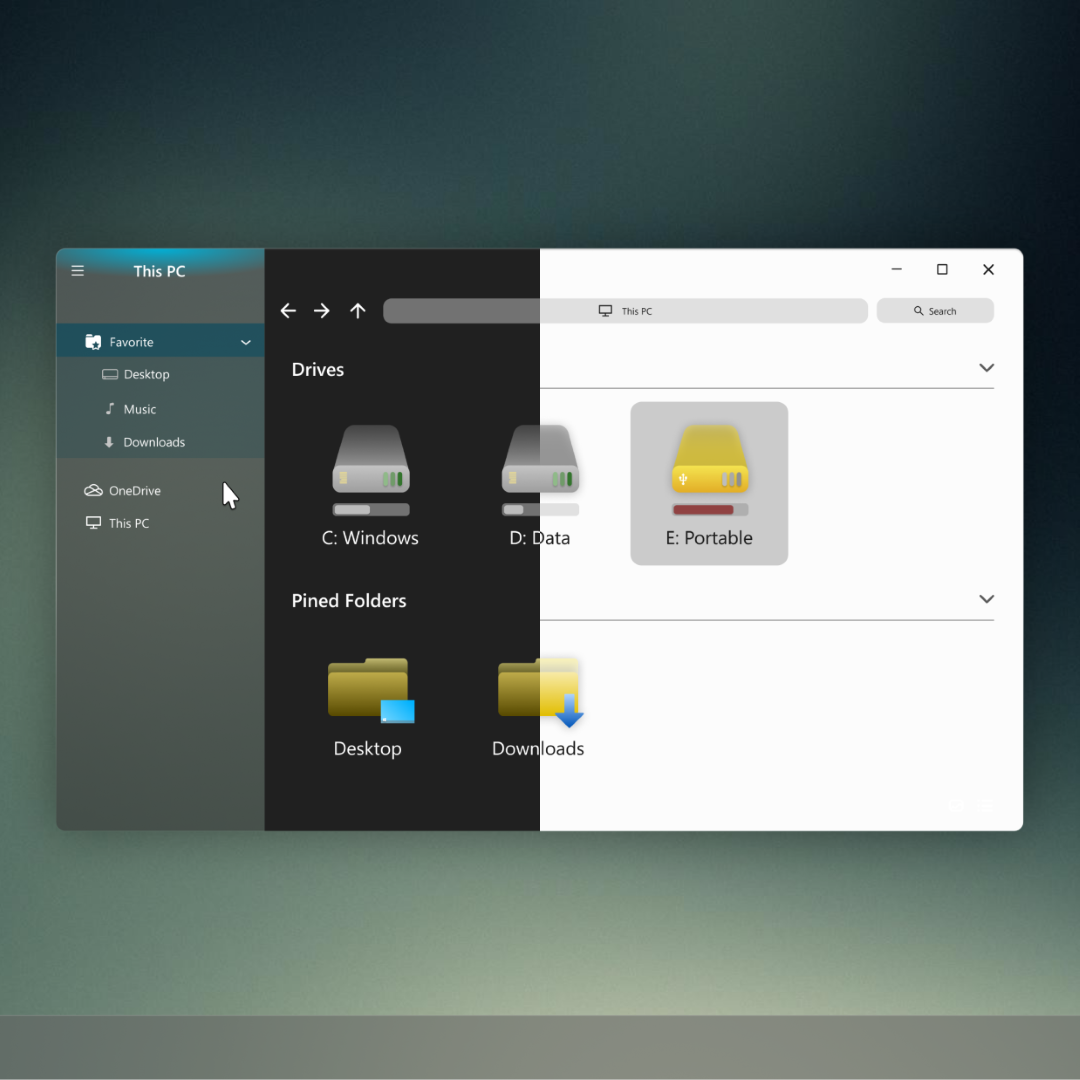 This PC
This PC
Search
Favorite
Desktop
Music
Downloads
OneDrive
This PC
Drives
C: Windows
D: Data
E: Portable
Pined Folders
Desktop
Downloads